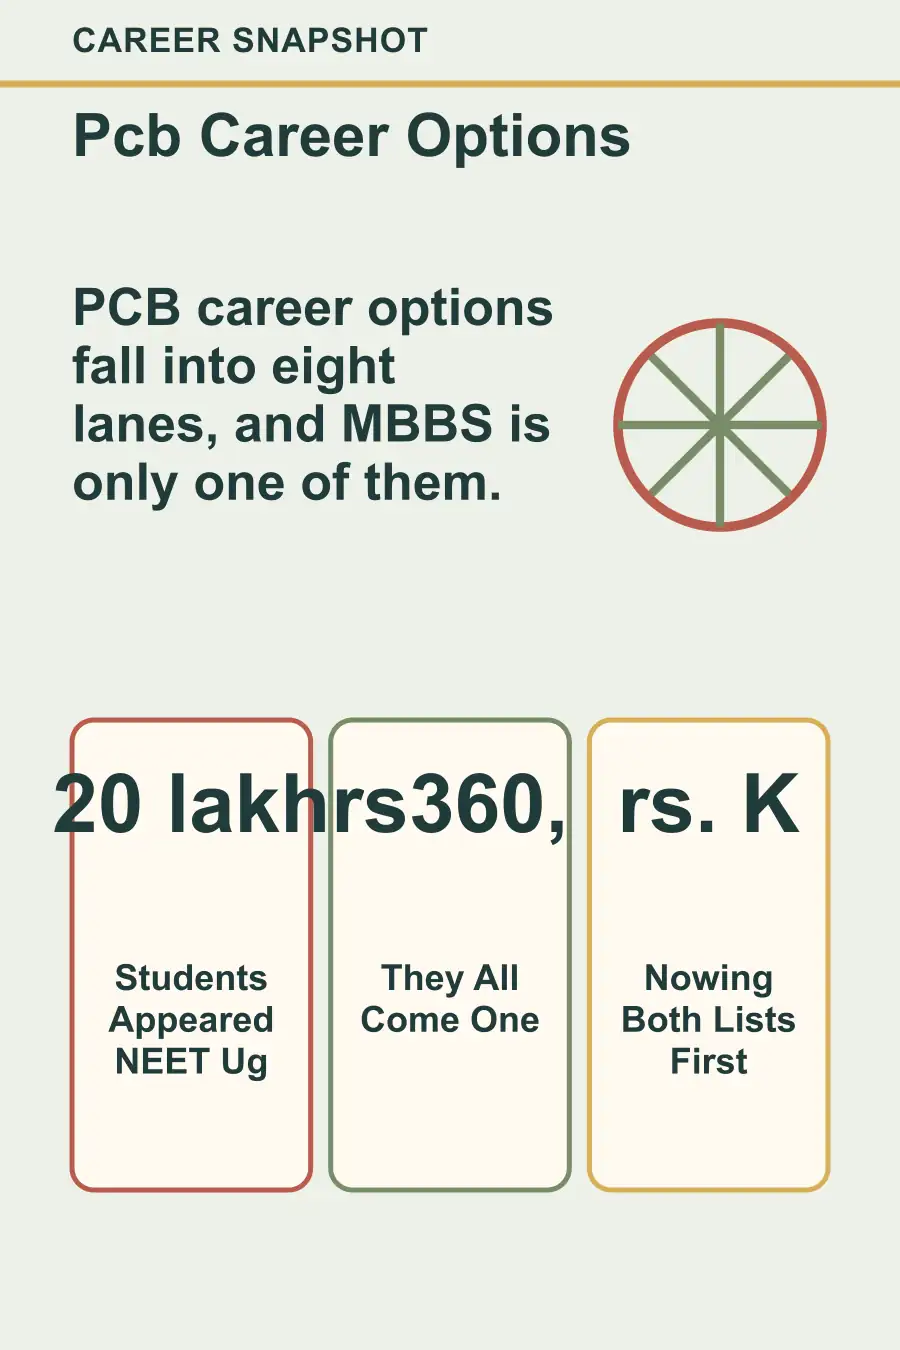 CAREER SNAPSHOT
Pcb Career Options
PCB career options
fall into eight
lanes, and MBBS is
only one of them.
20 lakhrs360, rs. K
Students
Appeared
NEET Ug
They All
Come One
Nowing
Both Lists
First